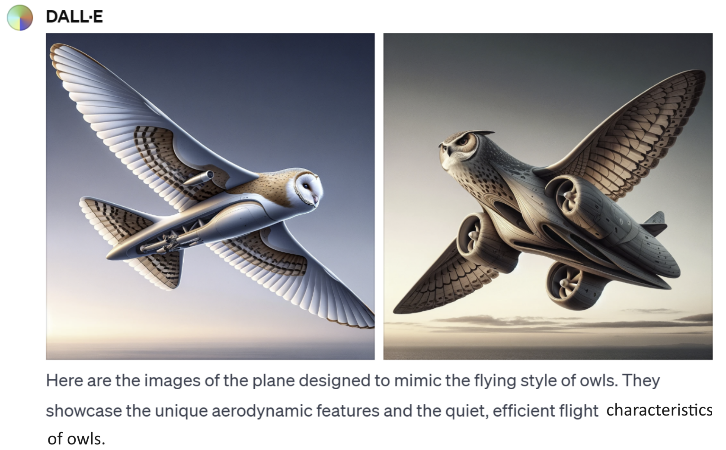 DALL·E
Here are the images of the plane designed to mimic the flying style of owls. They
showcase the unique aerodynamic features and the quiet, efficient flight characteristics
of owls.